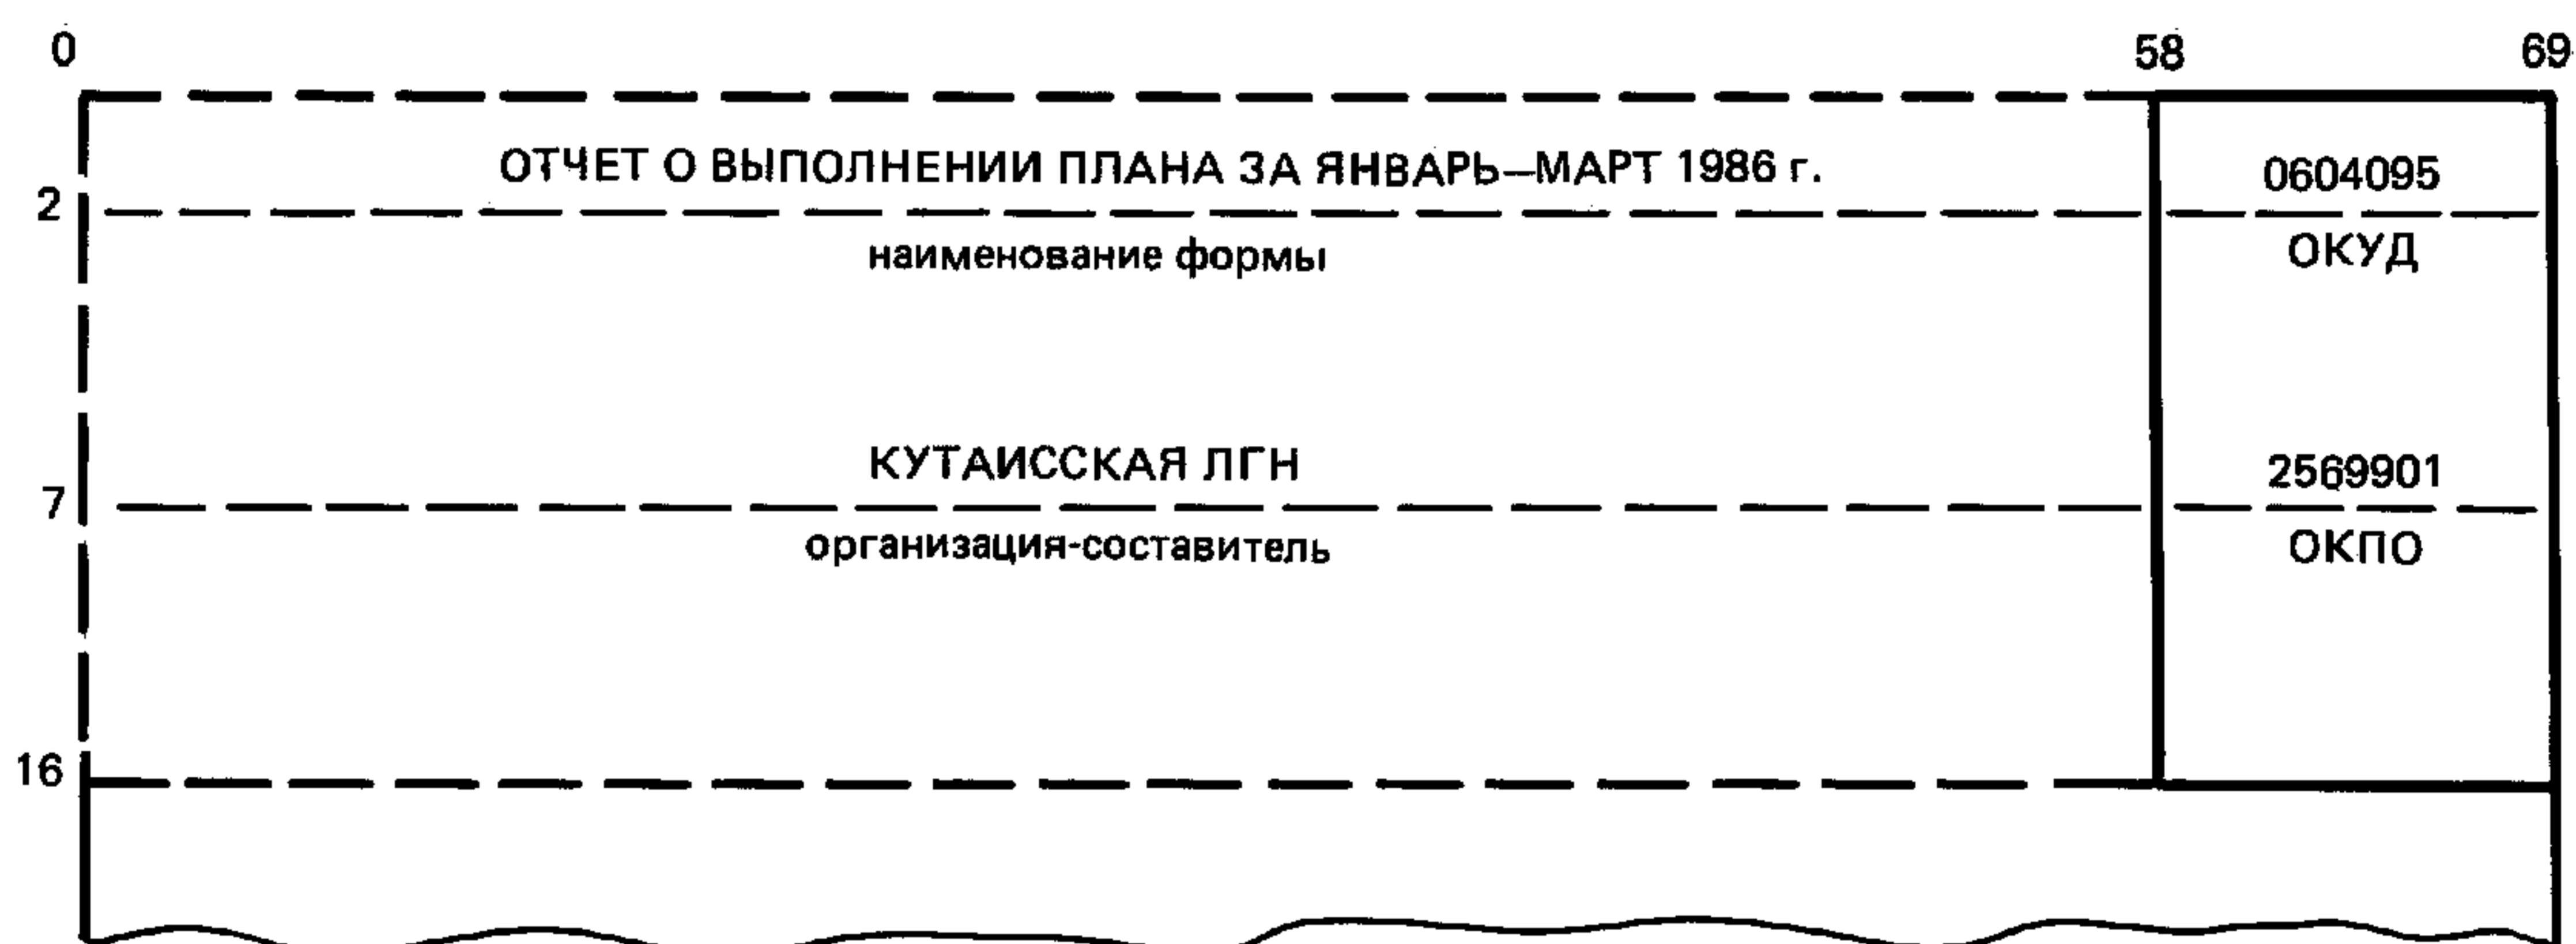 0 58 69
ОТЧЕТ О ВЫПОЛНЕНИИ ПЛАНА ЗА ЯНВАРЬ—МАРТ 1986 г. 0604095
2
наименование формы ОКУД
КУТАИССКАЯ ЛГН 2569901
7
организация-составитель ОКПО
16